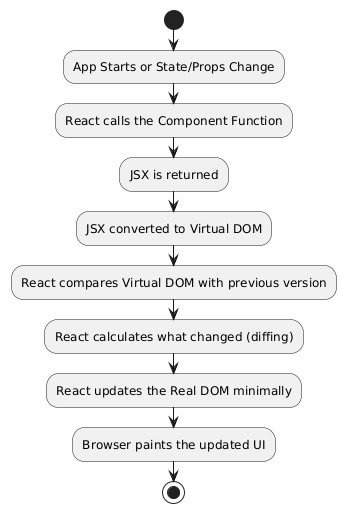 App Starts or State/Props Change
React calls the Component Function
JSX is returned
JSX converted to Virtual DOM
React compares Virtual DOM with previous version
React calculates what changed (diffing)
React updates the Real DOM minimally
Browser paints the updated UI